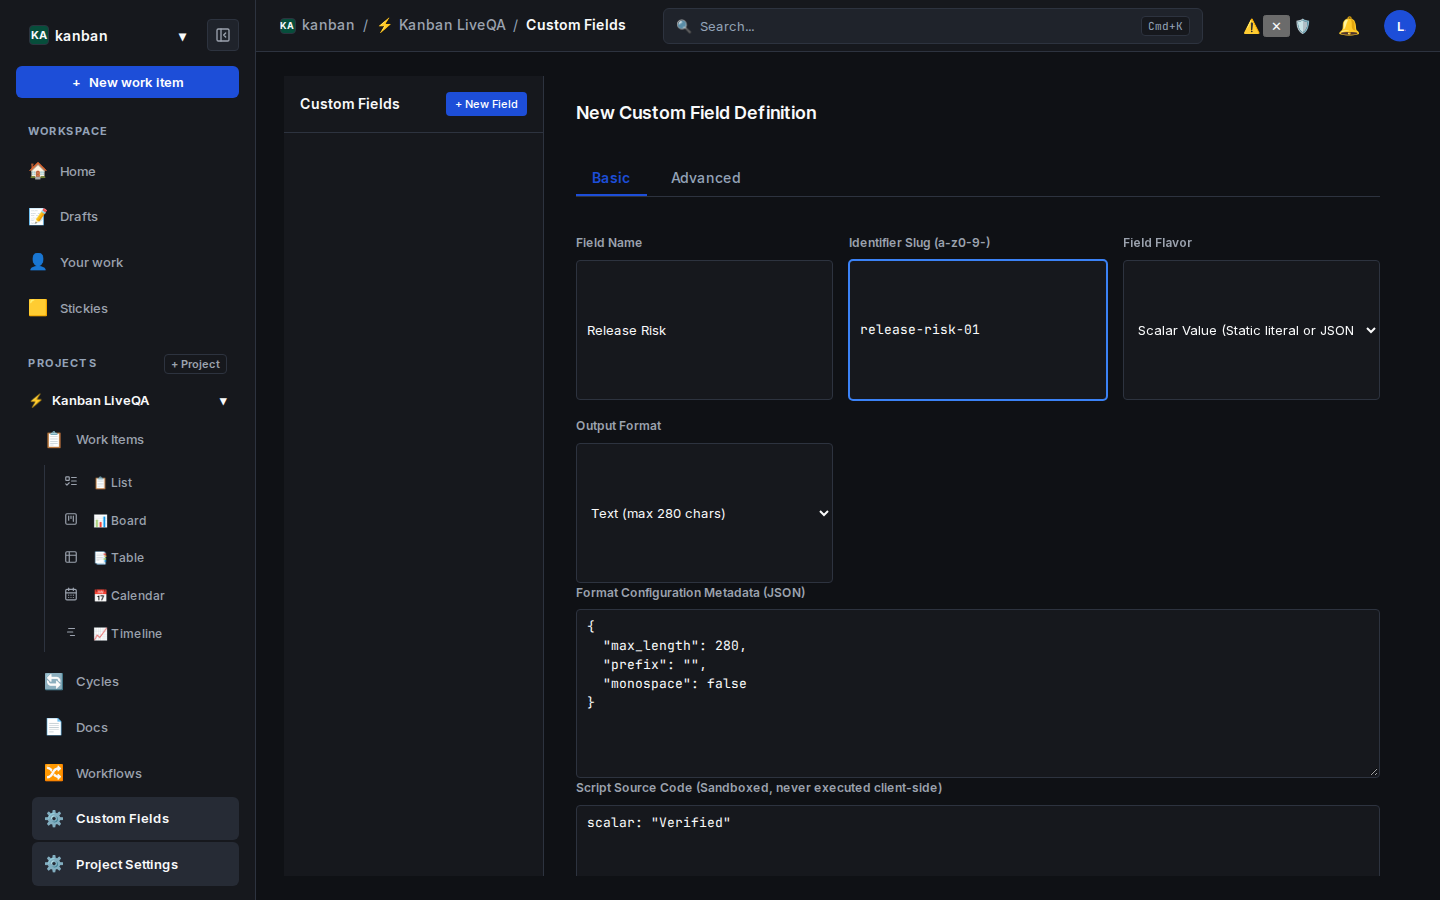 KA kanban ▾
+ New work item
WORKSPACE
Home
Drafts
Your work
Stickies
PROJECTS
+ Project
Kanban LiveQA ▾
Work Items
List
Board
Table
Calendar
Timeline
Cycles
Docs
Workflows
Custom Fields
Project Settings
KA kanban / Kanban LiveQA / Custom Fields
Search...
Cmd+K
L
Custom Fields
+ New Field
New Custom Field Definition
Basic
Advanced
Field Name
Identifier Slug (a-z0-9-)
Field Flavor
Release Risk
release-risk-01
Scalar Value (Static literal or JSON
Output Format
Text (max 280 chars)
Format Configuration Metadata (JSON)
{
"max_length": 280,
"prefix": "",
"monospace": false
}
Script Source Code (Sandboxed, never executed client-side)
scalar: "Verified"